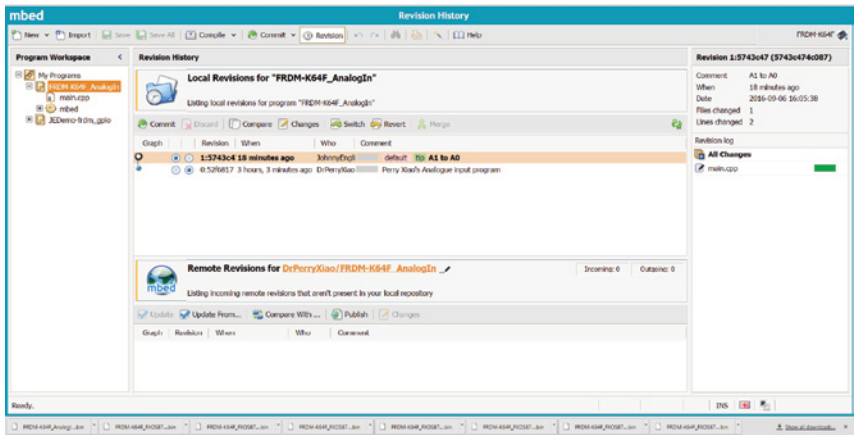 mbed
Revision History
New Import Save Save All Compile Commit Revision Help FRDM-K64F
Program Workspace
My Programs
FRDM-K64F_AnalogIn
main.cpp
mbed
JEDemo-frdm_gpio
Revision History
Local Revisions for "FRDM-K64F_AnalogIn"
Listing local revisions for program "FRDM-K64F_AnalogIn"
Commit Discard Compare Changes Switch Revert Merge
Graph Revision When Who Comment
1:5743c4 18 minutes ago JohnnyEngli default tip A1 to A0
0:52f6817 3 hours, 3 minutes ago DrPerryXiao Perry Xiao's Analogue input program
Remote Revisions for DrPerryXiao/FRDM-K64F_AnalogIn
Incoming: 0 Outgoing: 0
mbed
Listing incoming remote revisions that aren't present in your local repository
Update Update From... Compare With ... Publish Changes
Graph Revision When Who Comment
Revision 1:5743c47 (5743c474c087)
Comment A1 to A0
When 18 minutes ago
Date 2016-09-06 16:05:38
Files changed 1
Lines changed 2
Revision log
All Changes
main.cpp
Ready.
INS
Show all downloads...